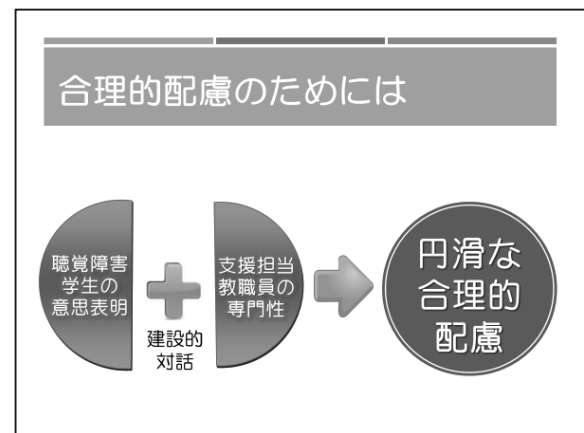 合理的配慮のためには
聴覚障害
学生の
意思表明
建設的
対話
支援担当
教職員の
専門性
円滑な
合理的
配慮